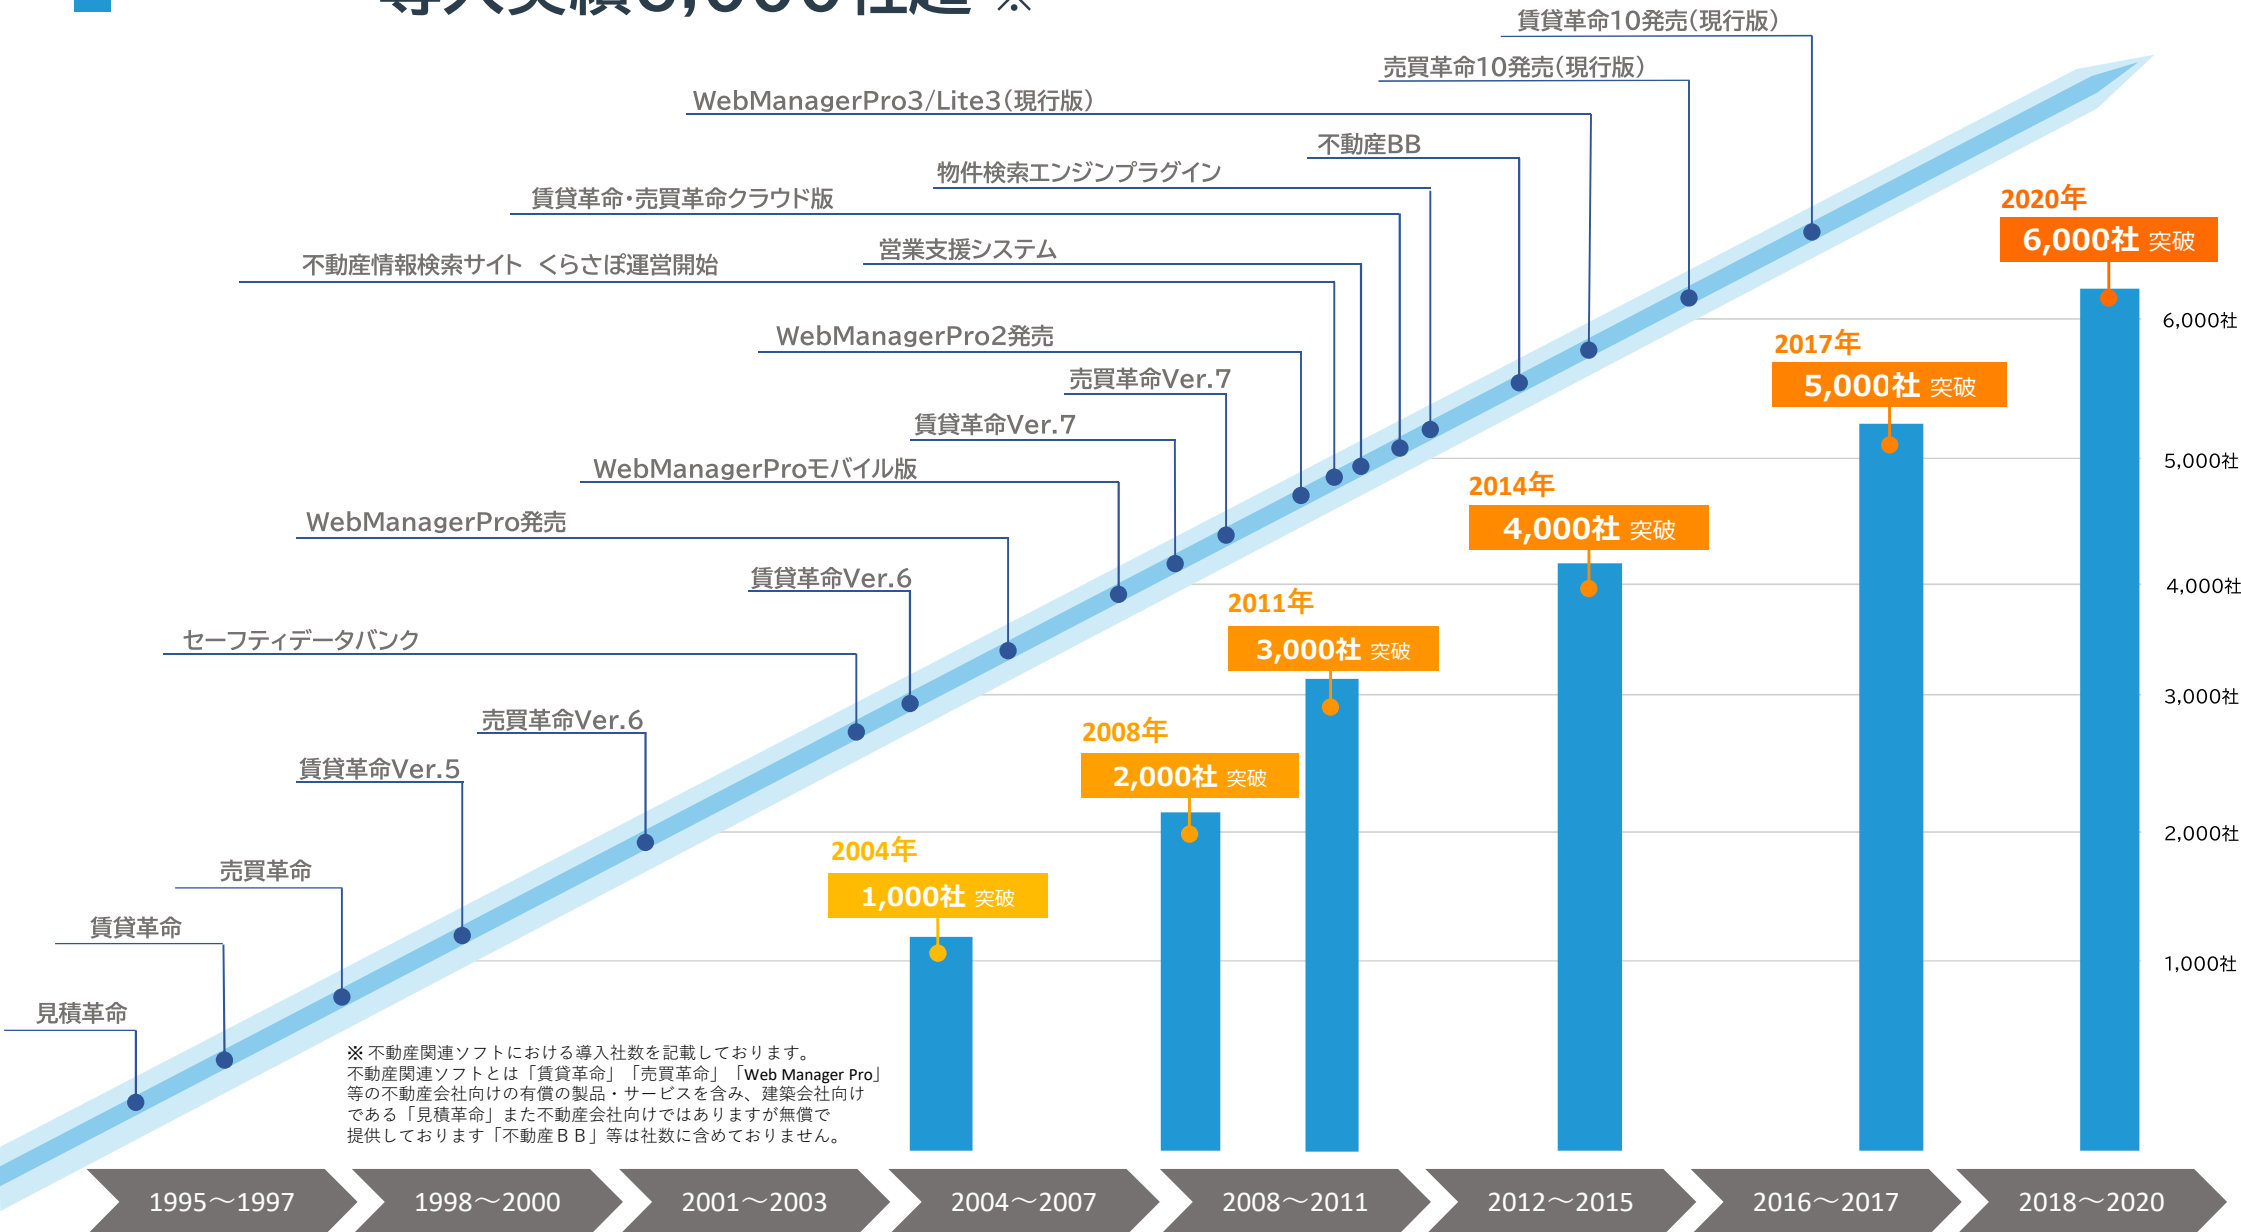 導入実績6,000社超 ※
賃貸革命10発売(現行版)
売買革命10発売(現行版)
WebManagerPro3/Lite3(現行版)
不動産BB
物件検索エンジンプラグイン
賃貸革命・売買革命クラウド版
営業支援システム
不動産情報検索サイト くらさぽ運営開始
WebManagerPro2発売
売買革命Ver.7
賃貸革命Ver.7
WebManagerProモバイル版
WebManagerPro発売
賃貸革命Ver.6
セーフティデータバンク
売買革命Ver.6
賃貸革命Ver.5
売買革命
賃貸革命
見積革命
2020年
6,000社 突破
2017年
5,000社 突破
2014年
4,000社 突破
2011年
3,000社 突破
2008年
2,000社 突破
2004年
1,000社 突破
6,000社
5,000社
4,000社
3,000社
2,000社
1,000社
※ 不動産関連ソフトにおける導入社数を記載しております。
不動産関連ソフトとは「賃貸革命」「売買革命」「Web Manager Pro」
等の不動産会社向けの有償の製品・サービスを含み、建築会社向け
である「見積革命」また不動産会社向けではありますが無償で
提供しております「不動産ＢＢ」等は社数に含めておりません。
1995～1997
1998～2000
2001～2003
2004～2007
2008～2011
2012～2015
2016～2017
2018～2020